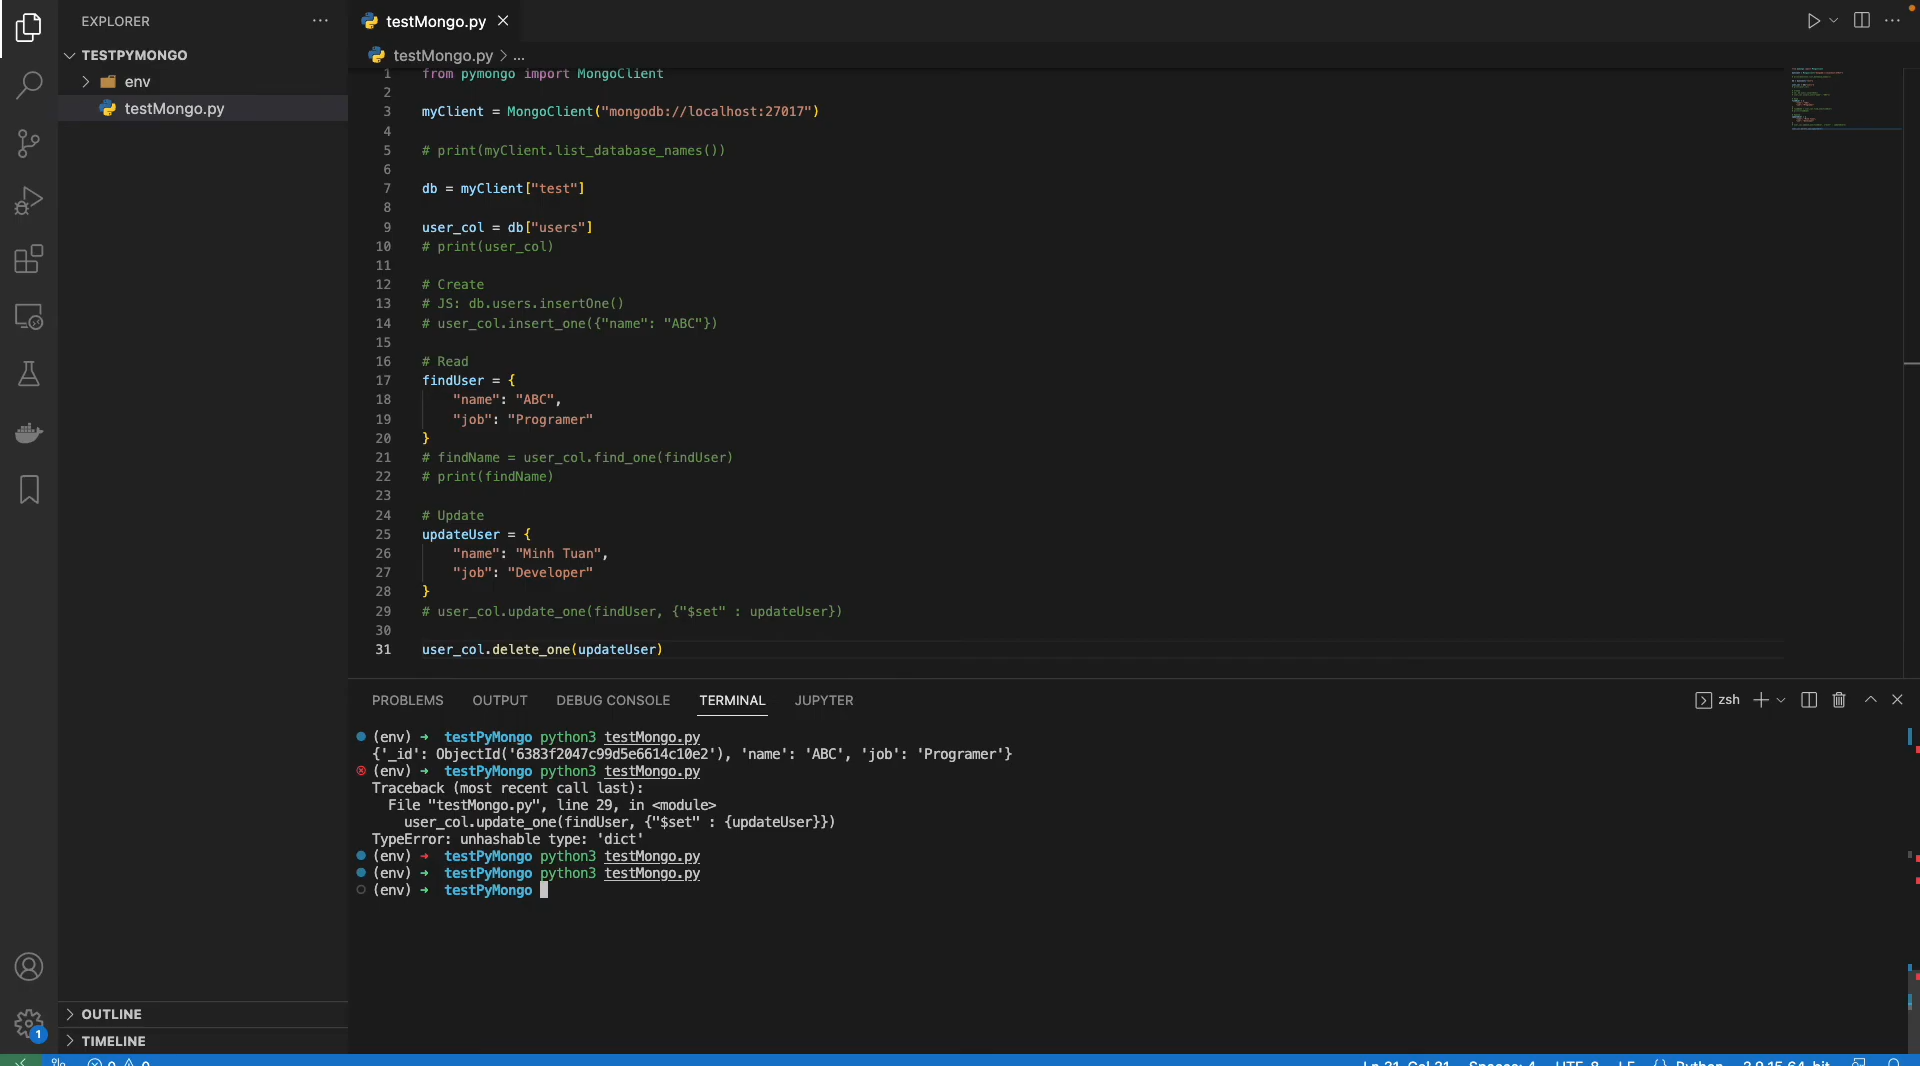 EXPLORER
TESTPYMONGO
env
testMongo.py
OUTLINE
TIMELINE
1
testMongo.py
testMongo.py > ...
1 from pymongo import MongoClient
2
3 myClient = MongoClient("mongodb://localhost:27017")
4
5 # print(myClient.list_database_names())
6
7 db = myClient["test"]
8
9 user_col = db["users"]
10 # print(user_col)
11
12 # Create
13 # JS: db.users.insertOne()
14 # user_col.insert_one({"name": "ABC"})
15
16 # Read
17 findUser = {
18 "name": "ABC",
19 "job": "Programer"
20 }
21 # findName = user_col.find_one(findUser)
22 # print(findName)
23
24 # Update
25 updateUser = {
26 "name": "Minh Tuan",
27 "job": "Developer"
28 }
29 # user_col.update_one(findUser, {"$set" : updateUser})
30
31 user_col.delete_one(updateUser)
PROBLEMS OUTPUT DEBUG CONSOLE TERMINAL JUPYTER zsh
(env) → testPyMongo python3 testMongo.py
{'_id': ObjectId('6383f2047c99d5e6614c10e2'), 'name': 'ABC', 'job': 'Programer'}
(env) → testPyMongo python3 testMongo.py
Traceback (most recent call last):
File "testMongo.py", line 29, in <module>
user_col.update_one(findUser, {"$set" : {updateUser}})
TypeError: unhashable type: 'dict'
(env) → testPyMongo python3 testMongo.py
(env) → testPyMongo python3 testMongo.py
(env) → testPyMongo